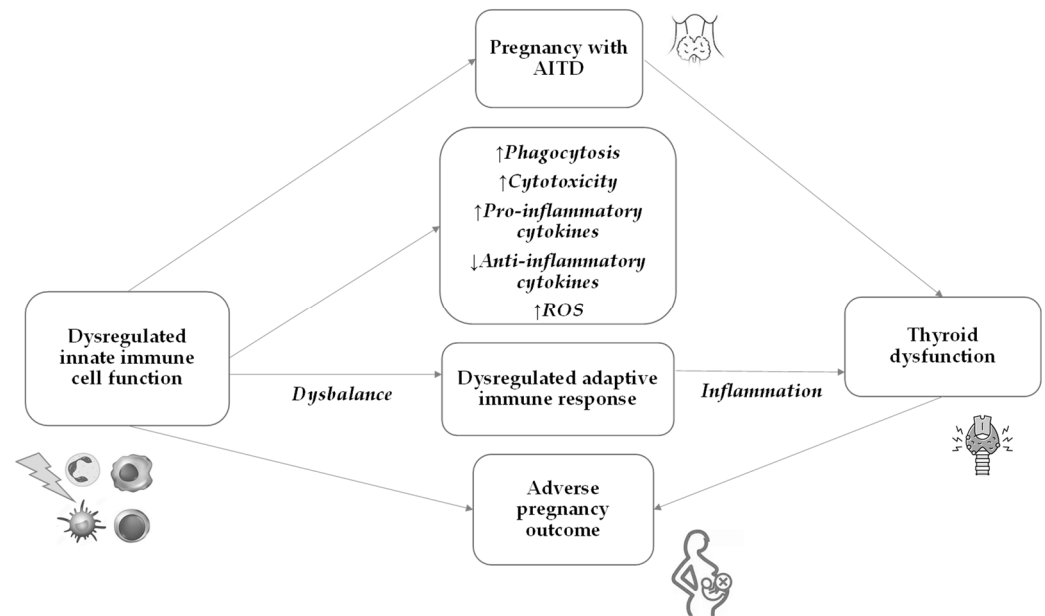 Pregnancy with
AITD
↑Phagocytosis
↑Cytotoxicity
↑Pro-inflammatory
cytokines
↓Anti-inflammatory
cytokines
↑ROS
Dysregulated
innate immune
cell function
Dysbalance
Dysregulated adaptive
immune response
Inflammation
Thyroid
dysfunction
Adverse
pregnancy
outcome